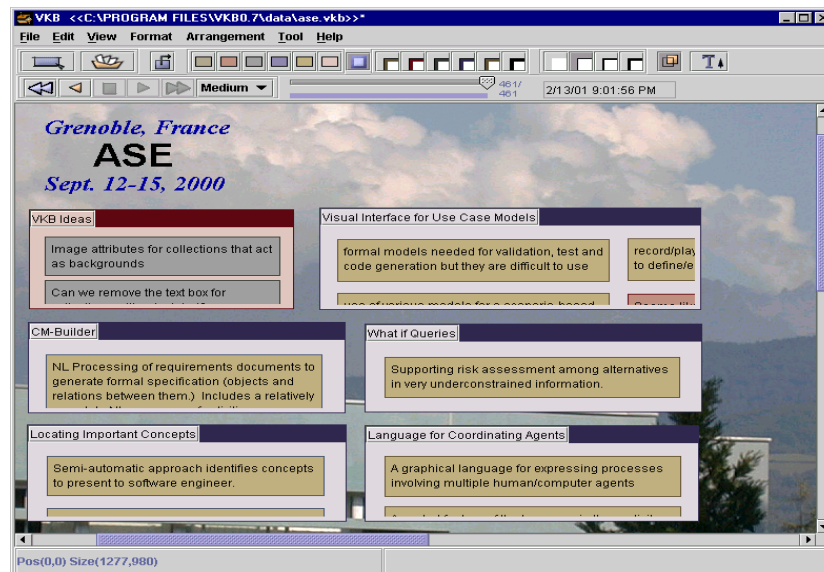 VKB <<C:\PROGRAM FILES\VKB0.7\data\ase.vkb>>*
File Edit View Format Arrangement Tool Help
Medium
461/
461
2/13/01 9:01:56 PM
Grenoble, France
ASE
Sept. 12-15, 2000
VKB Ideas
Image attributes for collections that act
as backgrounds
Can we remove the text box for
Visual Interface for Use Case Models
formal models needed for validation, test and
code generation but they are difficult to use
record/play
to define/e
use of various models for a scenario-based
CM-Builder
NL Processing of requirements documents to
generate formal specification (objects and
relations between them.) Includes a relatively
What if Queries
Supporting risk assessment among alternatives
in very underconstrained information.
Locating Important Concepts
Semi-automatic approach identifies concepts
to present to software engineer.
Language for Coordinating Agents
A graphical language for expressing processes
involving multiple human/computer agents
Pos(0,0) Size(1277,980)